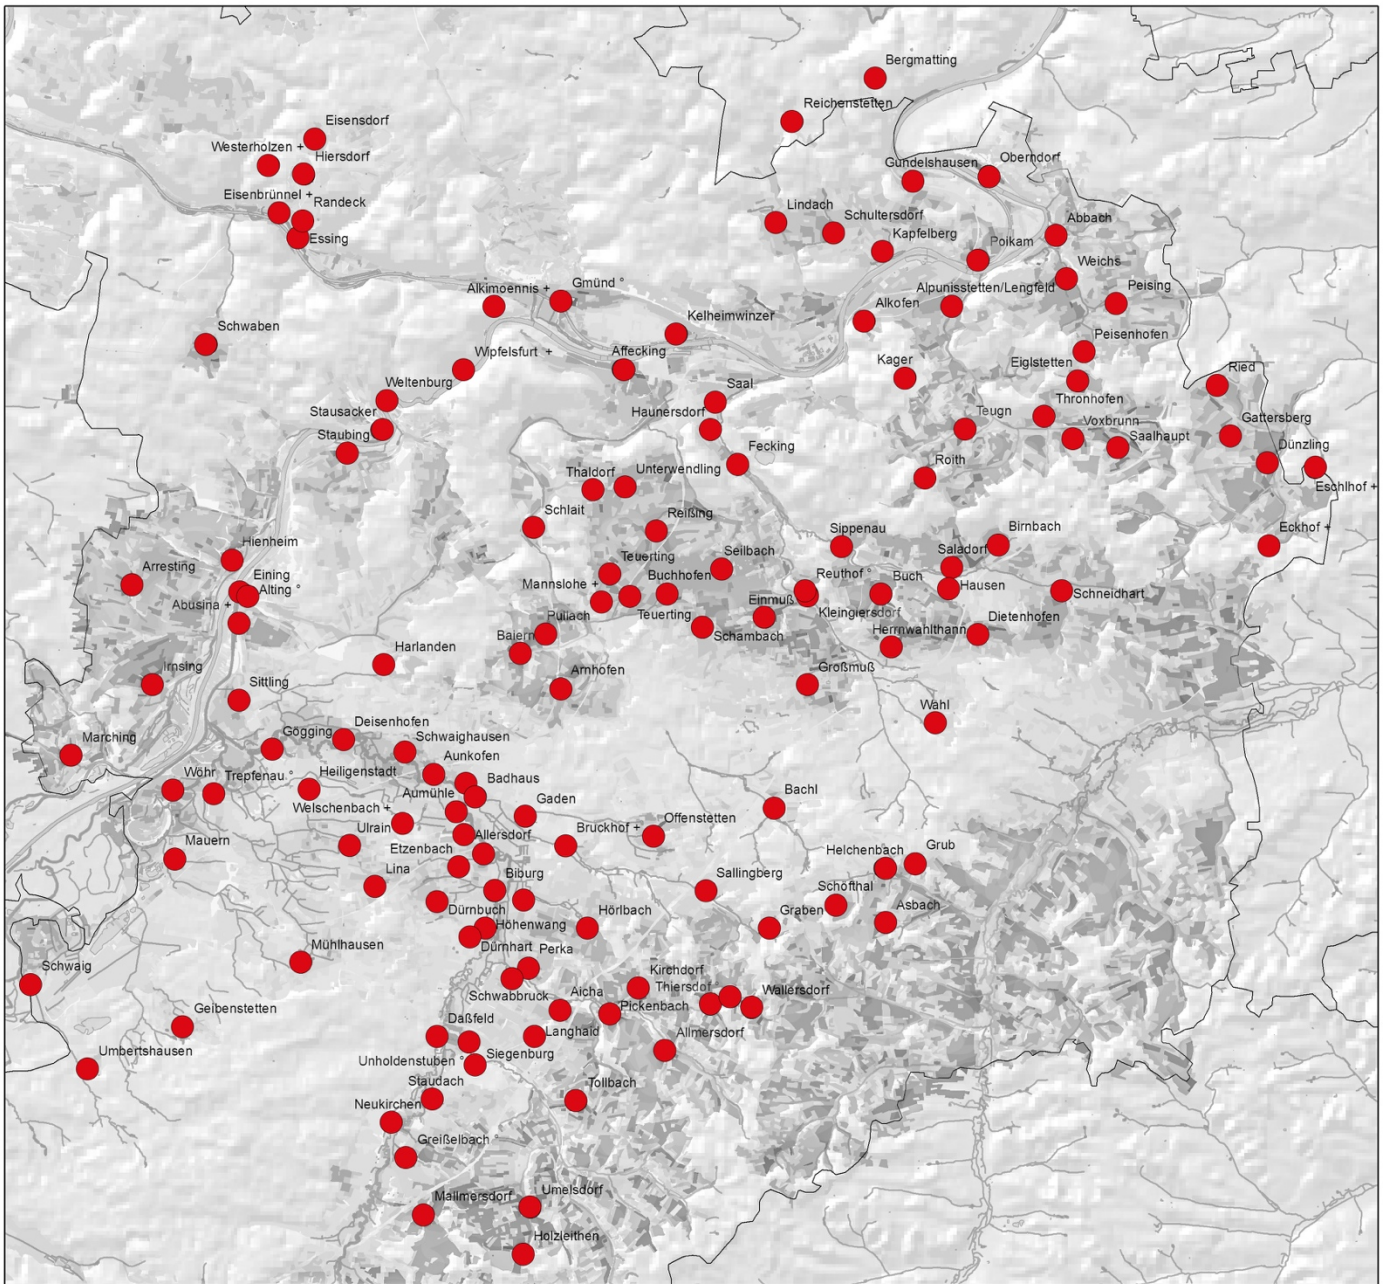 Bergmatting
Reichenstetten
Eisensdorf
Westerholzen +
Hiersdorf
Gundelshausen
Oberndorf
Eisenbrünnel +
Randeck
Lindach
Schultersdorf
Abbach
Essing
Kapfelberg
Poikam
Weichs
Alkimoennis +
Gmünd °
Alpunisstetten/Lengfeld
Peising
Alkofen
Kelheimwinzer
Schwaben
Peisenhofen
Wipfelsfurt +
Affecking
Kager
Eiglstetten
Ried
Weltenburg
Saal
Stausacker
Haunersdorf
Teugn
Thronhofen
Staubing
Voxbrunn
Gattersberg
Saalhaupt
Fecking
Dünzling
Roith
Thaldorf
Unterwendling
Eschlhof +
Schlait
Reißing
Sippenau
Birnbach
Eckhof +
Hienheim
Teuerting
Seilbach
Saladorf
Arresting
Eining
Mannslohe +
Buchhofen
Reuthof °
Buch
Hausen
Alting °
Schneidhart
Abusina +
Einmuß
Pullach
Teuerting
Kleingiersdorf
Dietenhofen
Baiern
Schambach
Herrnwahlthann
Harlanden
Irnsing
Arnhofen
Großmuß
Sittling
Wahl
Marching
Gögging
Deisenhofen
Schwaighausen
Aunkofen
Wöhr
Trepfenau °
Heiligenstadt
Badhaus
Aumühle
Bachl
Welschenbach +
Gaden
Ulrain
Allersdorf
Bruckhof +
Offenstetten
Mauern
Etzenbach
Helchenbach
Grub
Lina
Biburg
Sallingberg
Schöfthal
Dürnbuch
Hörlbach
Graben
Asbach
Höhenwang
Dürnhart
Perka
Mühlhausen
Schwaig
Kirchdorf
Thiersdof
Wallersdorf
Schwabbruck
Aicha
Pickenbach
Geibenstetten
Daßfeld
Langhaid
Allmersdorf
Umbertshausen
Unholdenstuben °
Siegenburg
Staudach
Tollbach
Neukirchen
Greißelbach °
Mallmersdorf
Umelsdorf
Holzleithen